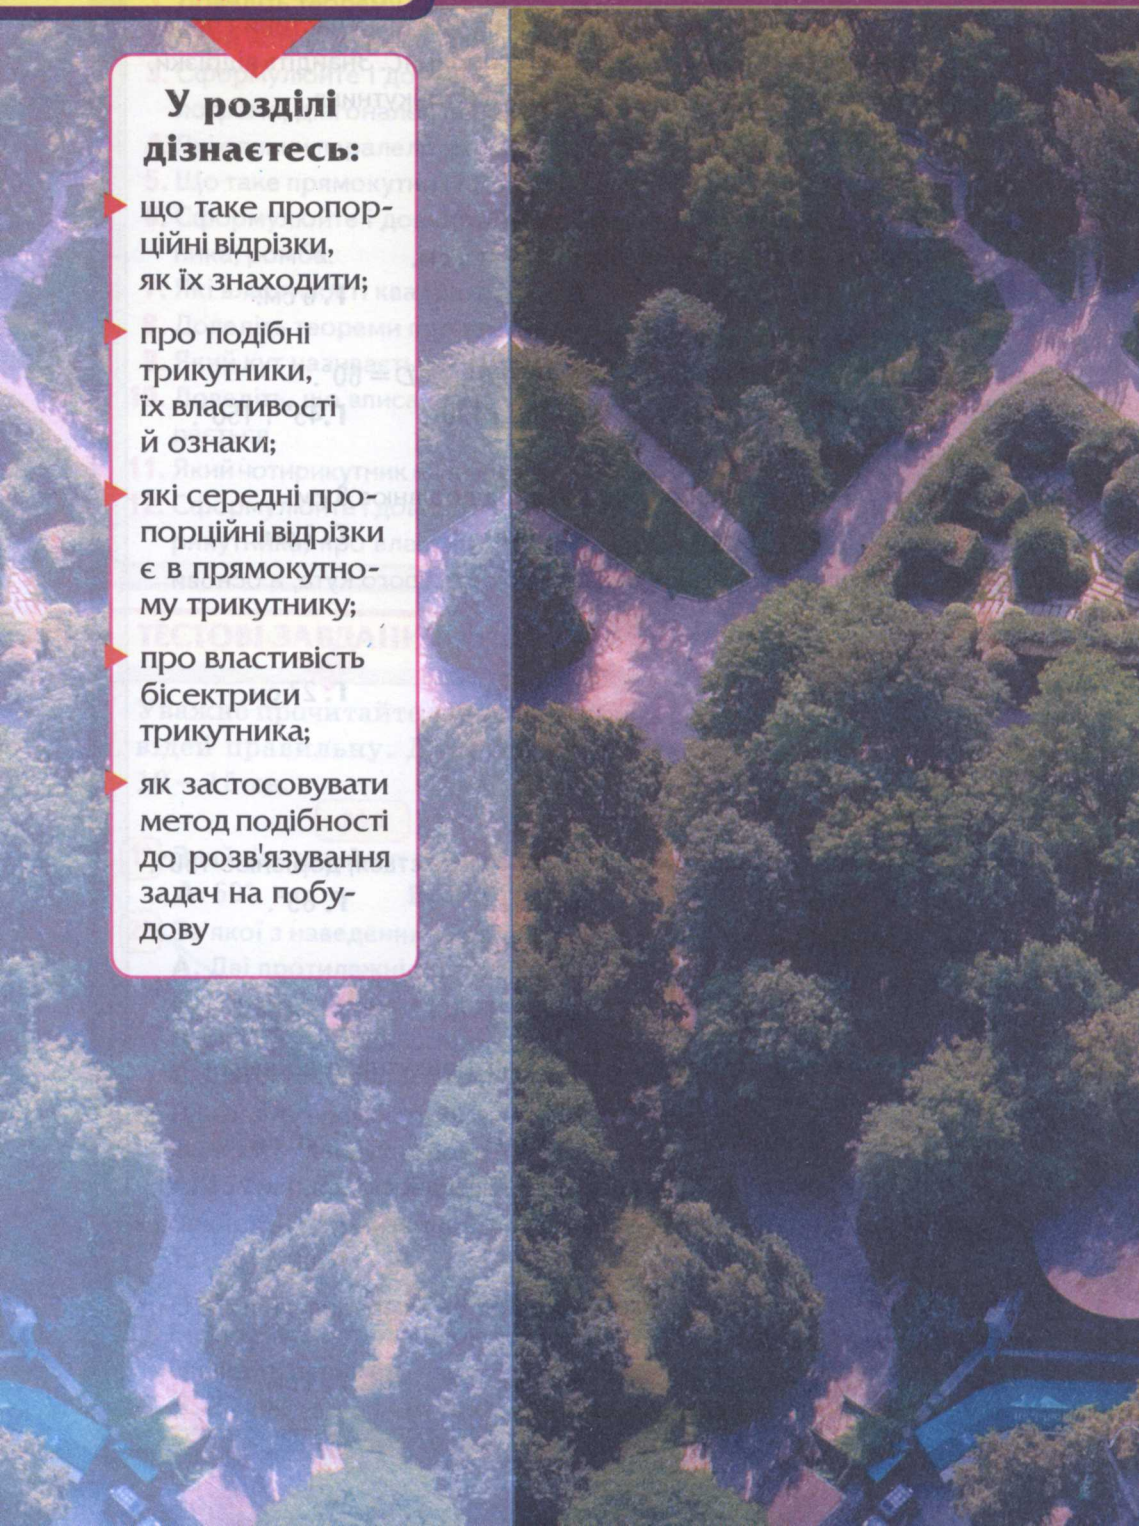 У розділі
дізнаєтесь:
що таке пропор-
ційні відрізки,
як їх знаходити;
про подібні
трикутники,
їх властивості
й ознаки;
які середні про-
порційні відрізки
є в прямокутно-
му трикутнику;
про властивість
бісектриси
трикутника;
як застосовувати
метод подібності
до розв'язування
задач на побу-
дову